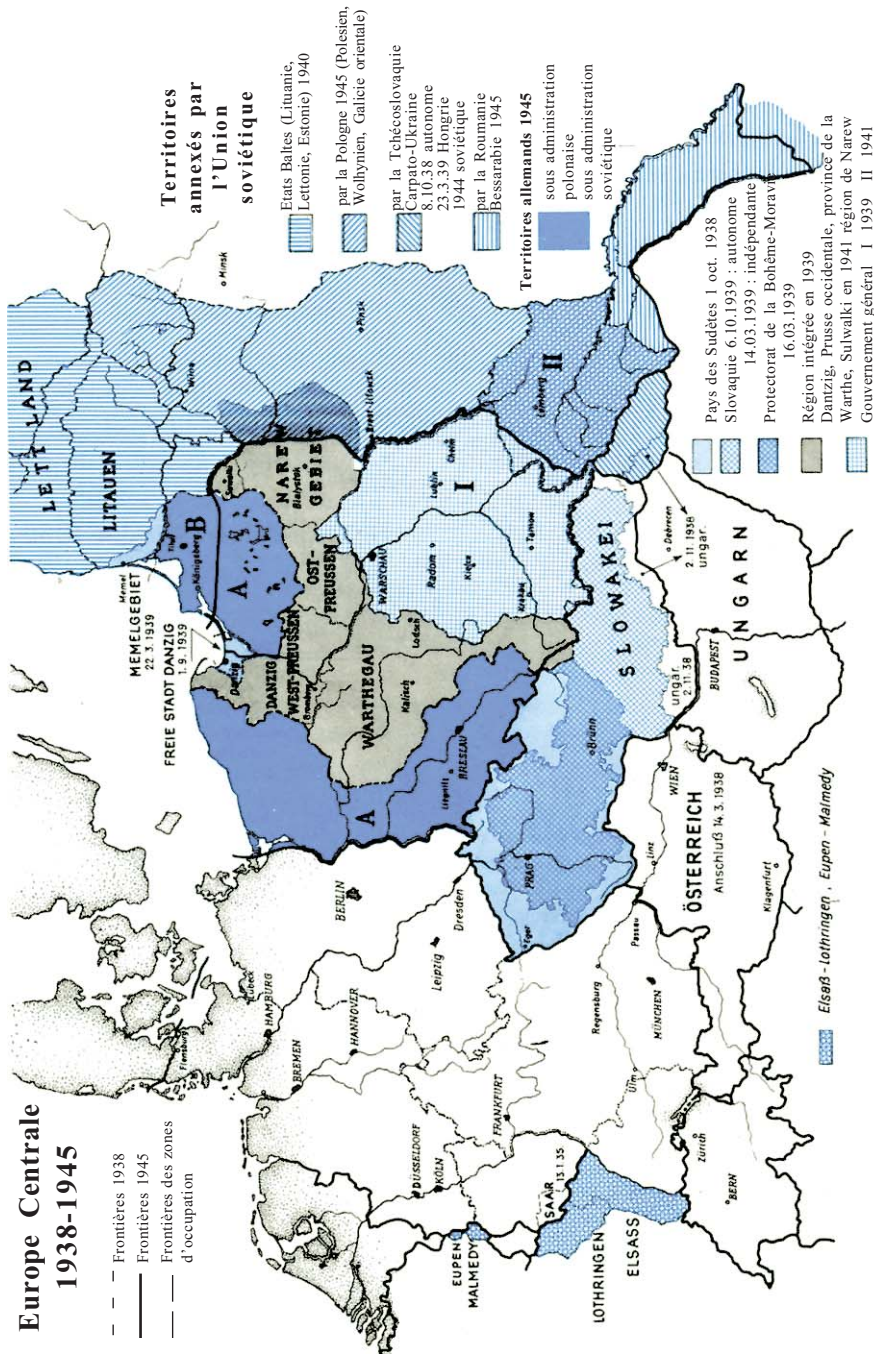 Europe Centrale
1938-1945
Frontières 1938
Frontières 1945
Frontières des zones
d'occupation
Territoires
annexés par
l'Union
soviétique
Etats Baltes (Lituanie,
Lettonie, Estonie) 1940
par la Pologne 1945 (Polesien,
Wolhynien, Galicie orientale)
par la Tchécoslovaquie
Carpato-Ukraine
8.10.38 autonome
23.3.39 Hongrie
1944 soviétique
par la Roumanie
Bessarabie 1945
Territoires allemands 1945
sous administration
polonaise
sous administration
soviétique
LETTLAND
LITAUEN
Memel
MEMELGEBIET
22.3.1939
FREIE STADT DANZIG
1.9.1939
Minsk
Wilna
Tilsit
Königsberg
B
A
Danzig
DANZIG
WEST-PREUSSEN
Bromberg
OST-
PREUSSEN
Suwalki
NAREW
GEBIET
Bialystok
Pinsk
Brest-Litowsk
Flensburg
Lübeck
HAMBURG
BREMEN
HANNOVER
BERLIN
A
WARTHEGAU
Kalisch
Lodsch
WARSCHAU
I
Radom
Lublin
Chelm
Kielce
Liegnitz
BRESLAU
Krakau
Tarnow
Lemberg
II
DÜSSELDORF
KÖLN
Leipzig
Dresden
FRANKFURT
EUPEN
MALMEDY
SAAR
13.1.35
LOTHRINGEN
ELSASS
Eger
PRAG
Brünn
SLOWAKEI
Regensburg
Passau
Linz
WIEN
ungar.
2.11.38
2.11.1938
ungar.
Debrecen
BUDAPEST
UNGARN
Ulm
MÜNCHEN
ÖSTERREICH
Anschluß 14.3.1938
Klagenfurt
Zürich
BERN
Elsaß-Lothringen, Eupen-Malmedy
Pays des Sudètes 1 oct. 1938
Slovaquie 6.10.1939 : autonome
14.03.1939 : indépendante
Protectorat de la Bohême-Moravie
16.03.1939
Région intégrée en 1939
Dantzig, Prusse occidentale, province de la
Warthe, Sulwalki en 1941 région de Narew
Gouvernement général I 1939 II 1941